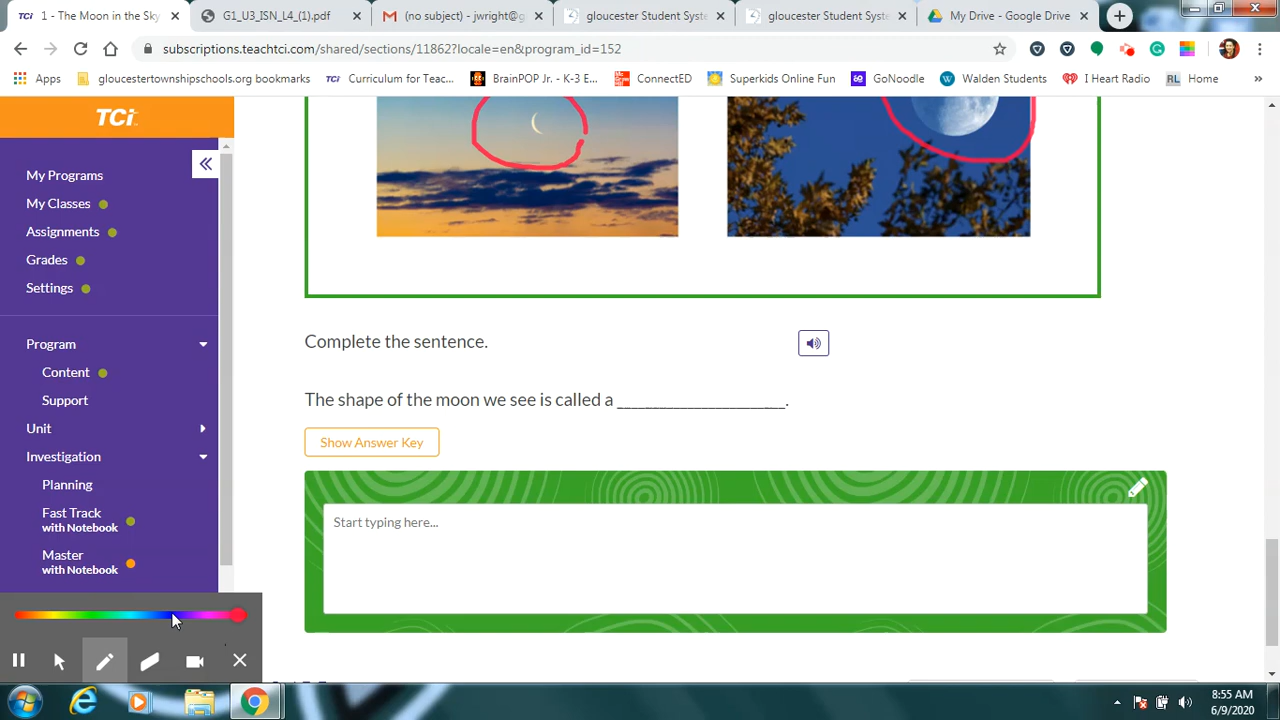 1 - The Moon in the Sky
G1_U3_ISN_L4_(1).pdf
(no subject) - jwright@g
gloucester Student Syste
gloucester Student Syste
My Drive - Google Drive
subscriptions.teachtci.com/shared/sections/11862?locale=en&program_id=152
Apps
gloucestertownshipschools.org bookmarks
TCi Curriculum for Teac...
BrainPOP Jr. - K-3 E...
ConnectED
Superkids Online Fun
GoNoodle
Walden Students
I Heart Radio
RL Home
»
TCi
My Programs
My Classes
Assignments
Grades
Settings
Program
Content
Support
Unit
Investigation
Planning
Fast Track
with Notebook
Master
with Notebook
Complete the sentence.
The shape of the moon we see is called a ______________________.
Show Answer Key
Start typing here...
8:55 AM
6/9/2020